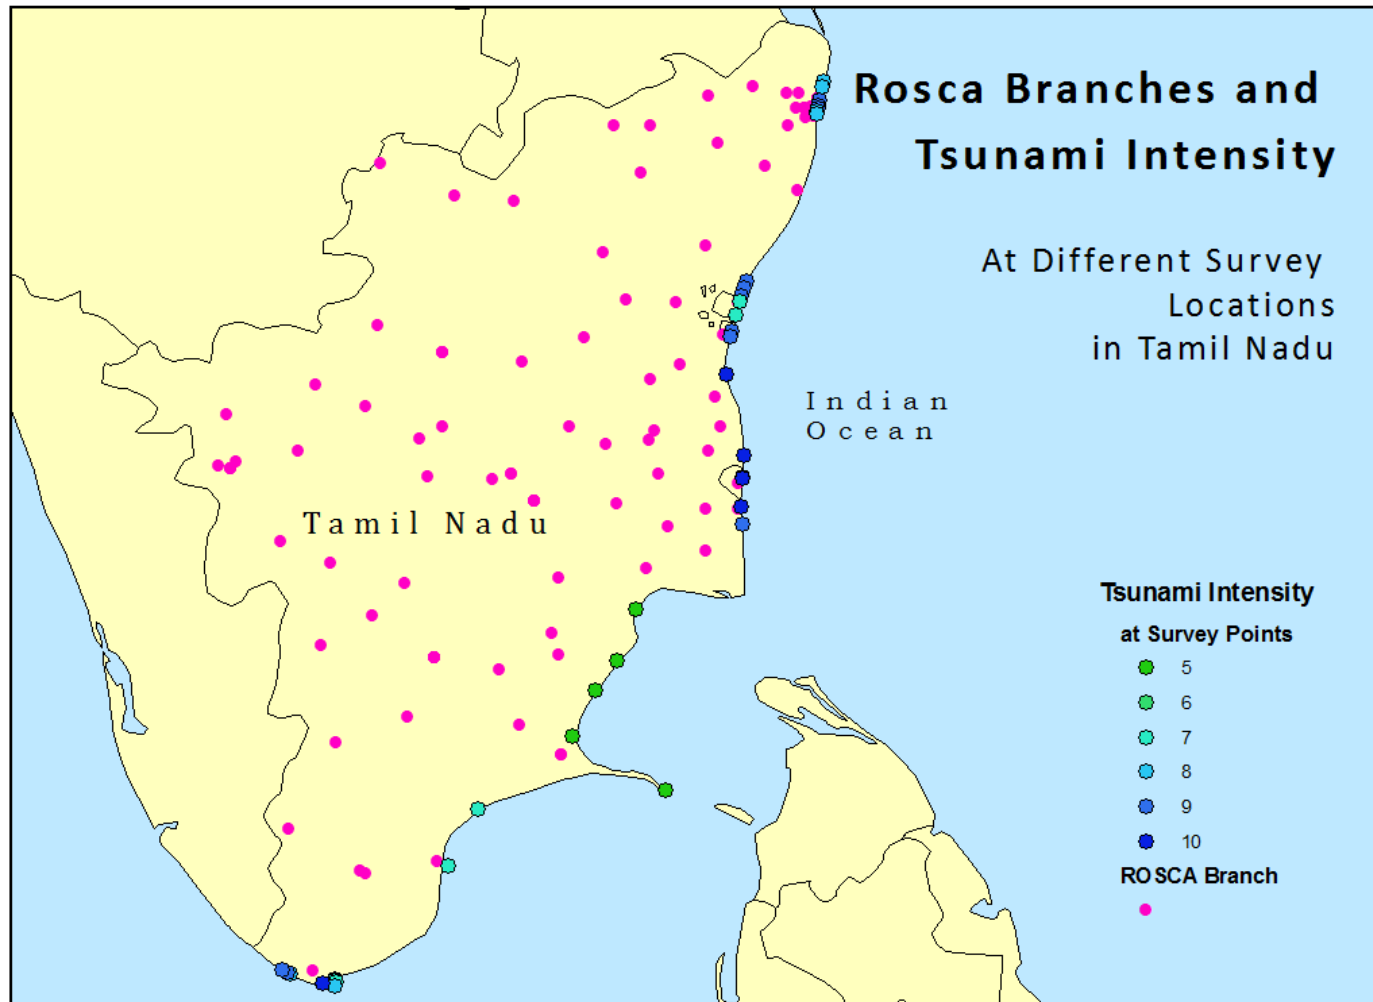 Rosca Branches and
Tsunami Intensity
At Different Survey
Locations
in Tamil Nadu
Indian
Ocean
Tamil Nadu
Tsunami Intensity
at Survey Points
5
6
7
8
9
10
ROSCA Branch